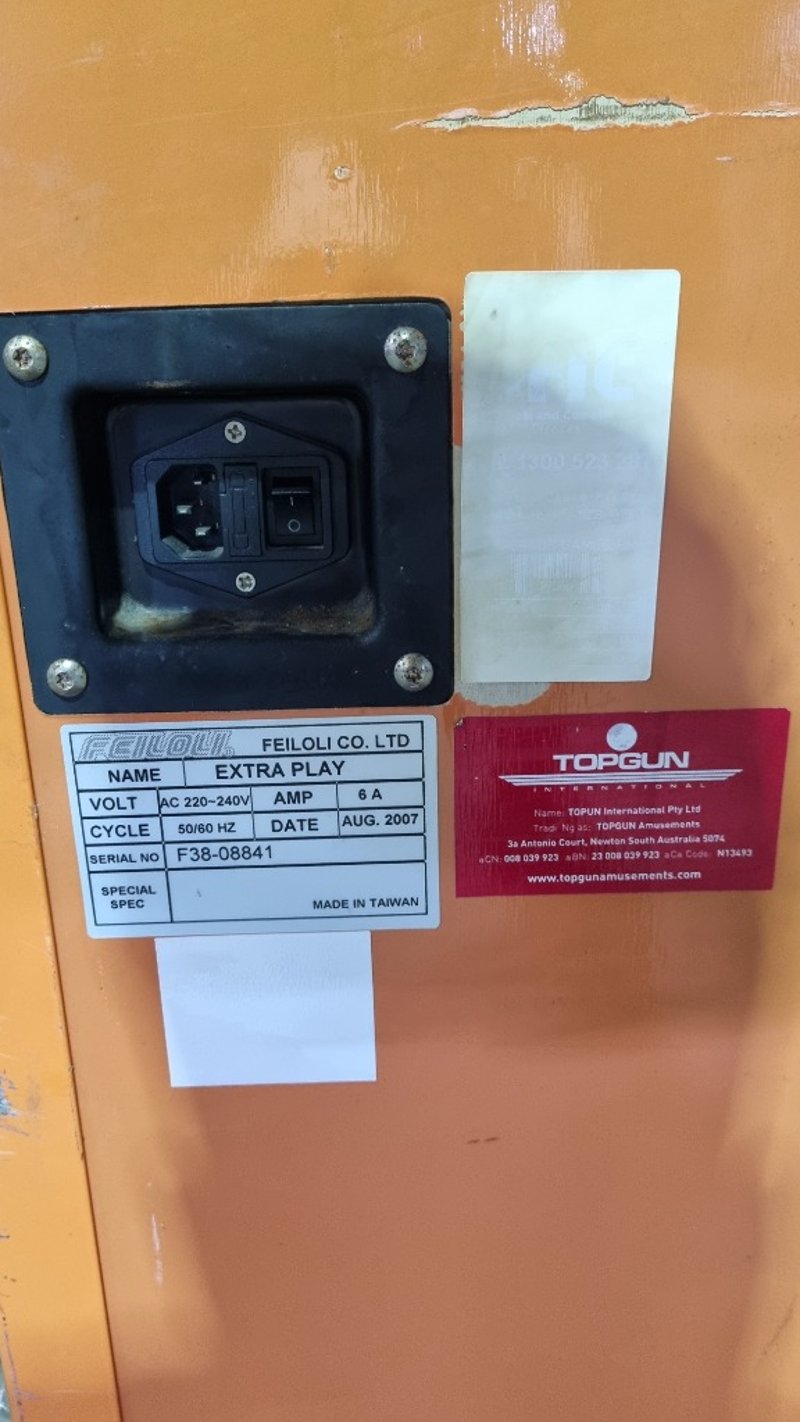 1300 523
FEILOLI FEILOLI CO. LTD
NAME EXTRA PLAY
VOLT AC 220~240V AMP 6 A
CYCLE 50/60 HZ DATE AUG. 2007
SERIAL NO F38-08841
SPECIAL
SPEC
MADE IN TAIWAN
TOPGUN
INTERNATIONAL
Name: TOPUN International Pty Ltd
Tradi Ng as: TOPGUN Amusements
3a Antonio Court, Newton South Australia 5074
aCN: 008 039 923 aBN: 23 008 039 923 aCa Code: N13493
www.topgunamusements.com